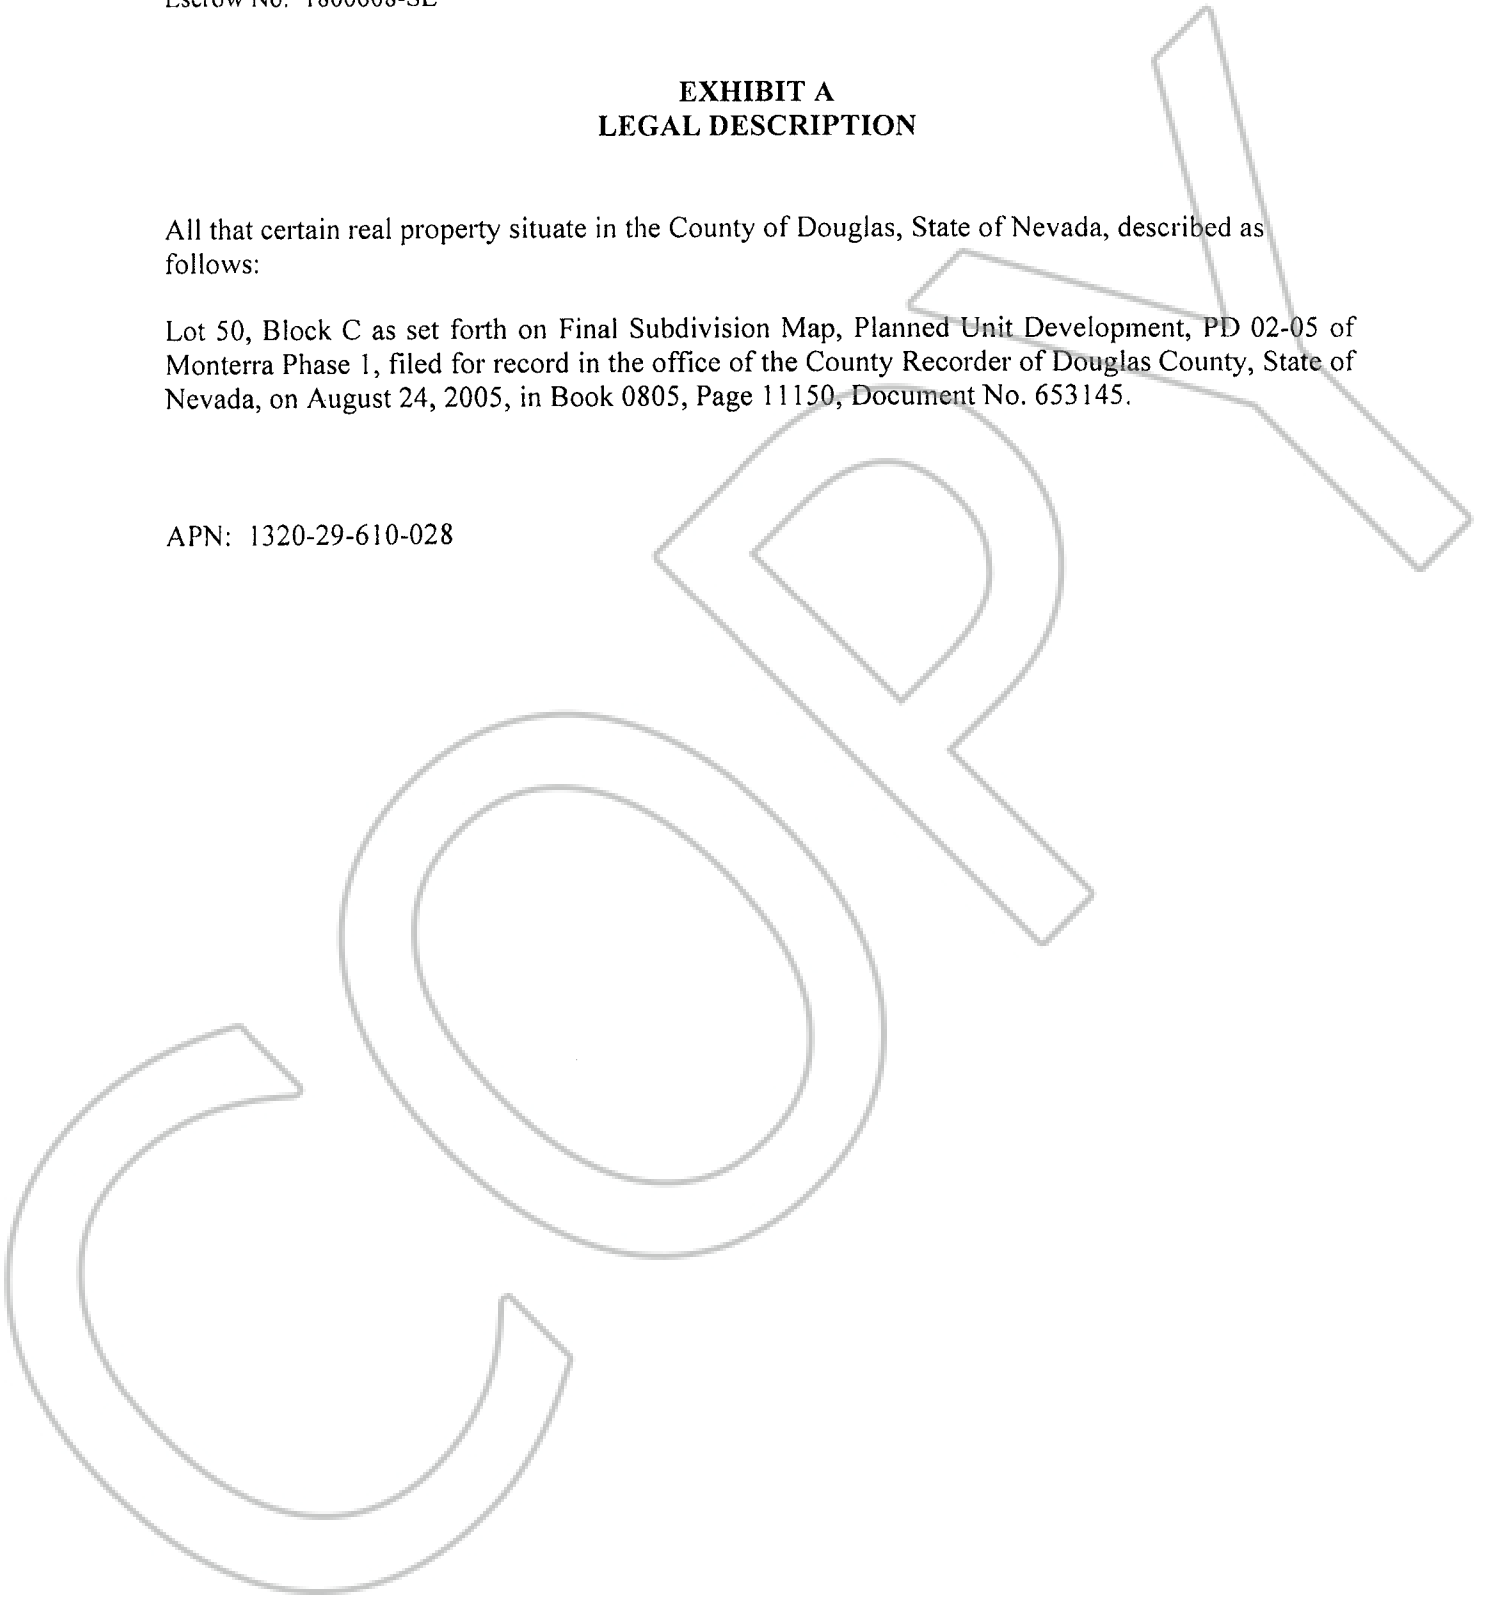 EXHIBIT A
LEGAL DESCRIPTION
All that certain real property situate in the County of Douglas, State of Nevada, described as
follows:
Lot 50, Block C as set forth on Final Subdivision Map, Planned Unit Development, PD 02-05 of
Monterra Phase 1, filed for record in the office of the County Recorder of Douglas County, State of
Nevada, on August 24, 2005, in Book 0805, Page 11150, Document No. 653145.
APN: 1320-29-610-028
COPY